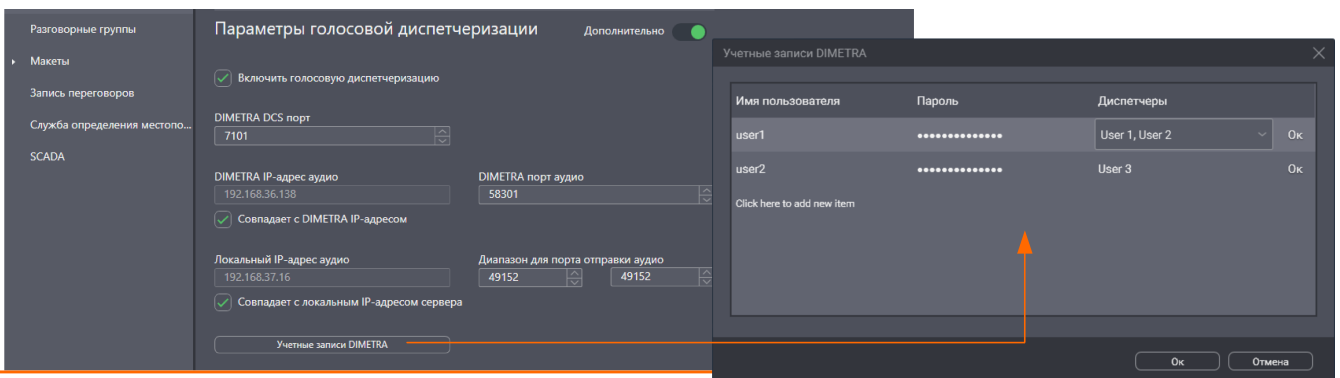 Разговорные группы
Макеты
Запись переговоров
Служба определения местопо...
SCADA
Параметры голосовой диспетчеризации
Дополнительно
Включить голосовую диспетчеризацию
DIMETRA DCS порт
7101
DIMETRA IP-адрес аудио
DIMETRA порт аудио
192.168.36.138
58301
Совпадает с DIMETRA IP-адресом
Локальный IP-адрес аудио
Диапазон для порта отправки аудио
192.168.37.16
49152
49152
Совпадает с локальным IP-адресом сервера
Учетные записи DIMETRA
Учетные записи DIMETRA
Имя пользователя
Пароль
Диспетчеры
user1
••••••••••••••
User 1, User 2
Ок
user2
••••••••••••••
User 3
Ок
Click here to add new item
Ок
Отмена